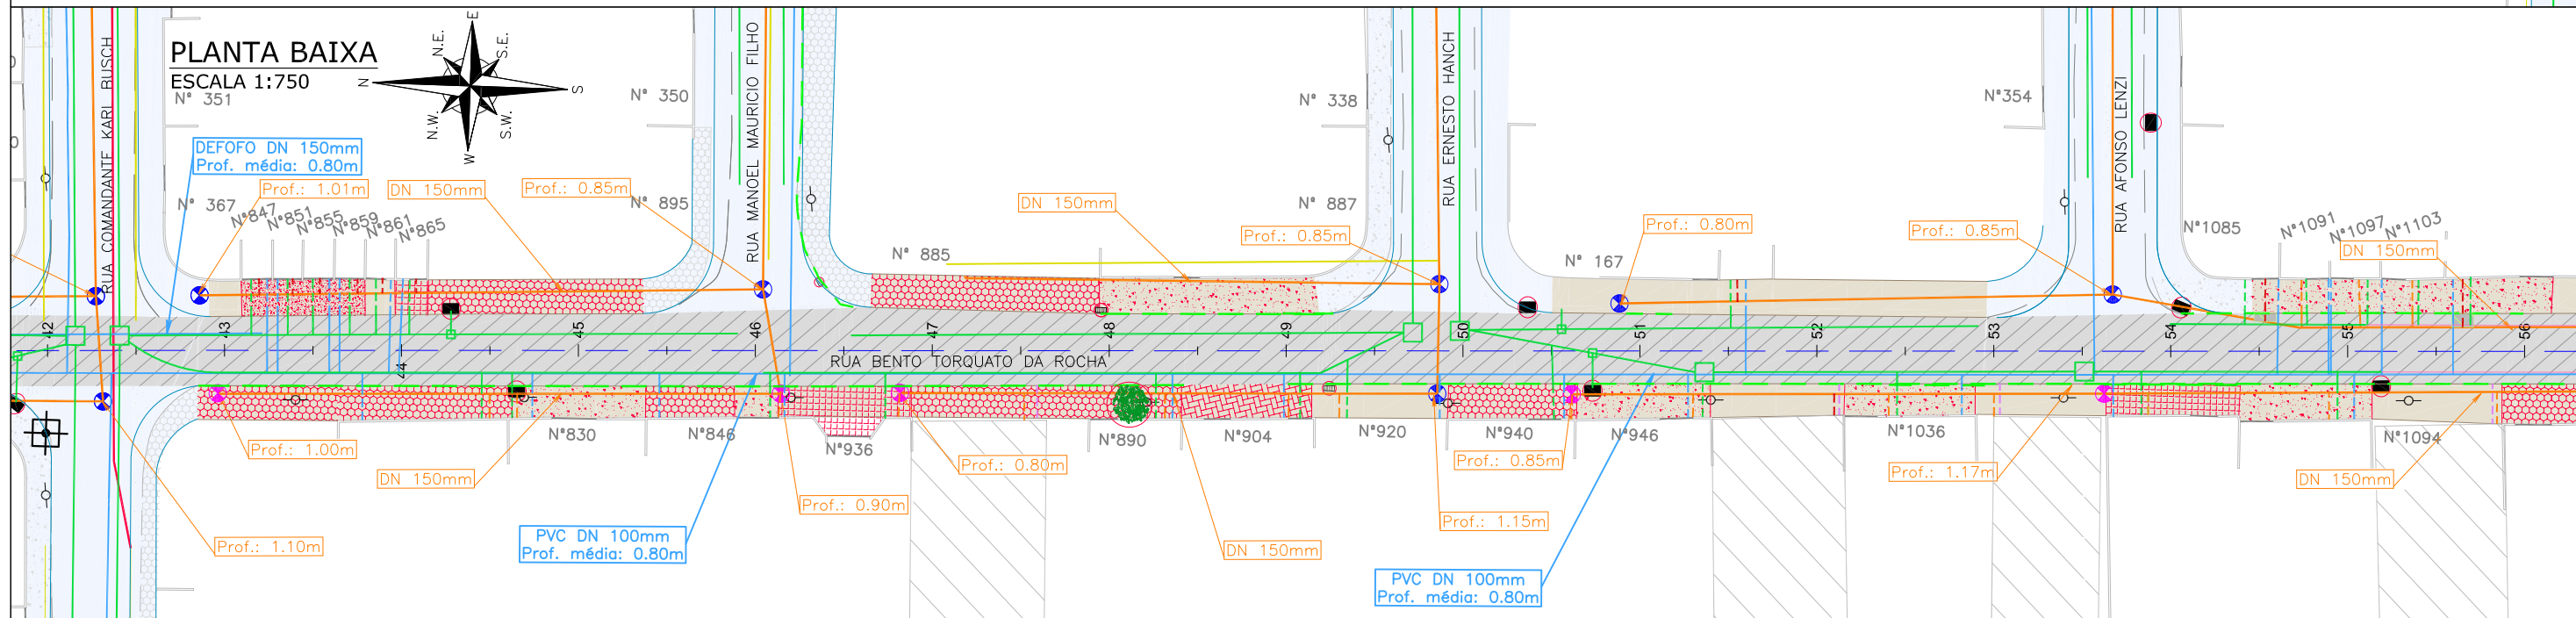 PLANTA BAIXA
ESCALA 1:750
E
N.E.
S.E.
N
S
N.W.
S.W.
W
RUA COMANDANTE KARL BUSCH
RUA MANOEL MAURICIO FILHO
RUA ERNESTO HANCH
RUA AFONSO LENZI
N° 351
N° 350
N° 338
N°354
DEFOFO DN 150mm
Prof. média: 0.80m
Prof.: 1.01m
DN 150mm
Prof.: 0.85m
N° 367
N°847
N°851
N°855
N°859
N°861
N°865
N° 895
N° 885
DN 150mm
N° 887
Prof.: 0.85m
N° 167
Prof.: 0.80m
Prof.: 0.85m
N°1085
N°1091
N°1097
N°1103
DN 150mm
42
43
44
45
46
47
48
49
50
51
52
53
54
55
56
RUA BENTO TORQUATO DA ROCHA
Prof.: 1.00m
N°830
N°846
N°936
N°890
N°904
N°920
N°940
N°946
N°1036
N°1094
DN 150mm
Prof.: 0.80m
Prof.: 0.85m
Prof.: 1.17m
DN 150mm
Prof.: 0.90m
Prof.: 1.15m
Prof.: 1.10m
PVC DN 100mm
Prof. média: 0.80m
DN 150mm
PVC DN 100mm
Prof. média: 0.80m